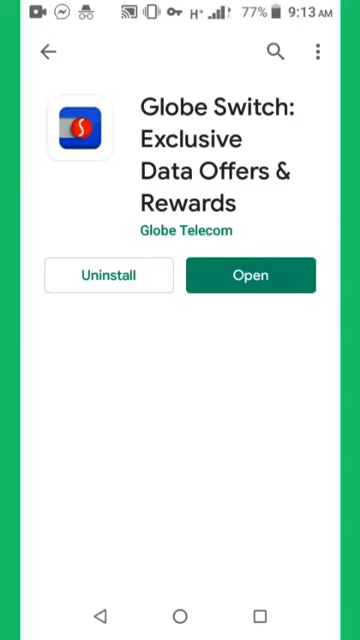 H+ 77% 9:13 AM
Globe Switch:
Exclusive
Data Offers &
Rewards
Globe Telecom
Uninstall
Open